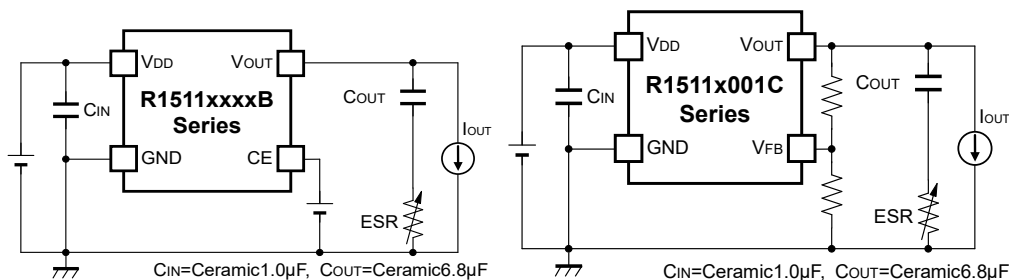 VDD
VOUT
R1511xxxxB
Series
CIN
COUT
IOUT
GND
CE
ESR
CIN=Ceramic1.0µF, COUT=Ceramic6.8µF
VDD
VOUT
R1511x001C
Series
CIN
COUT
IOUT
GND
VFB
ESR
CIN=Ceramic1.0µF, COUT=Ceramic6.8µF